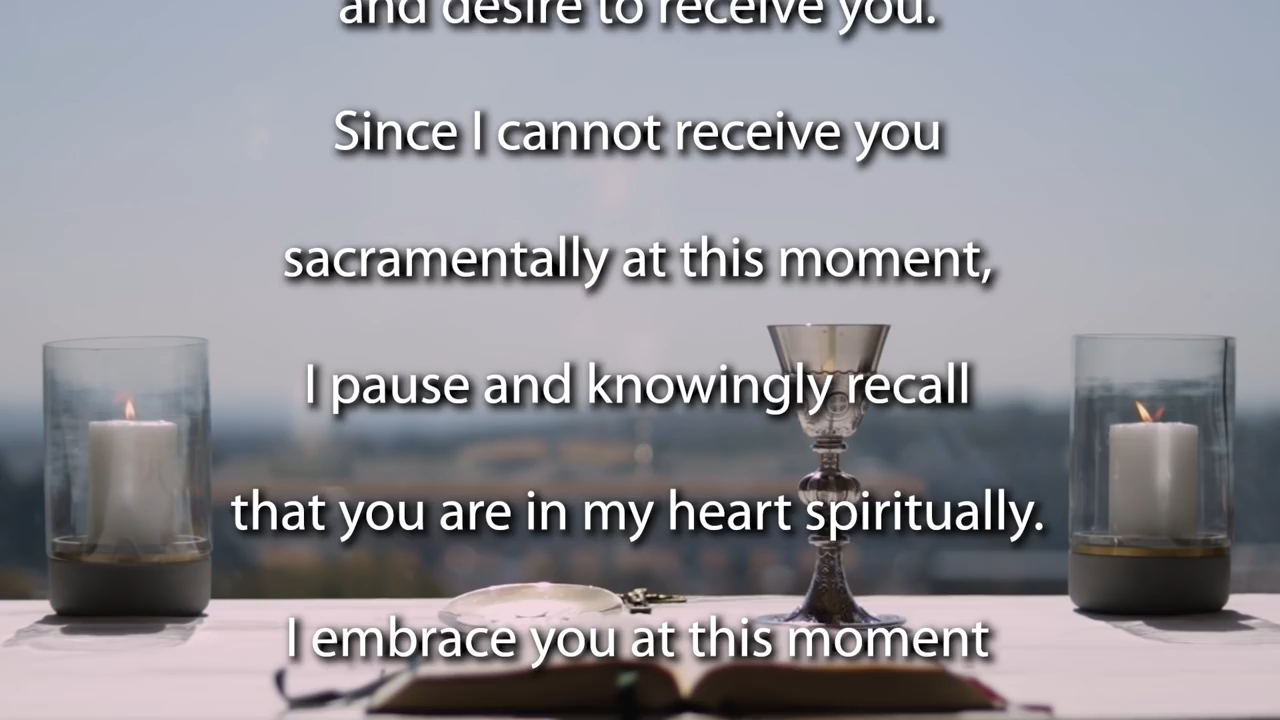 and desire to receive you.
Since I cannot receive you
sacramentally at this moment,
I pause and knowingly recall
that you are in my heart spiritually.
I embrace you at this moment